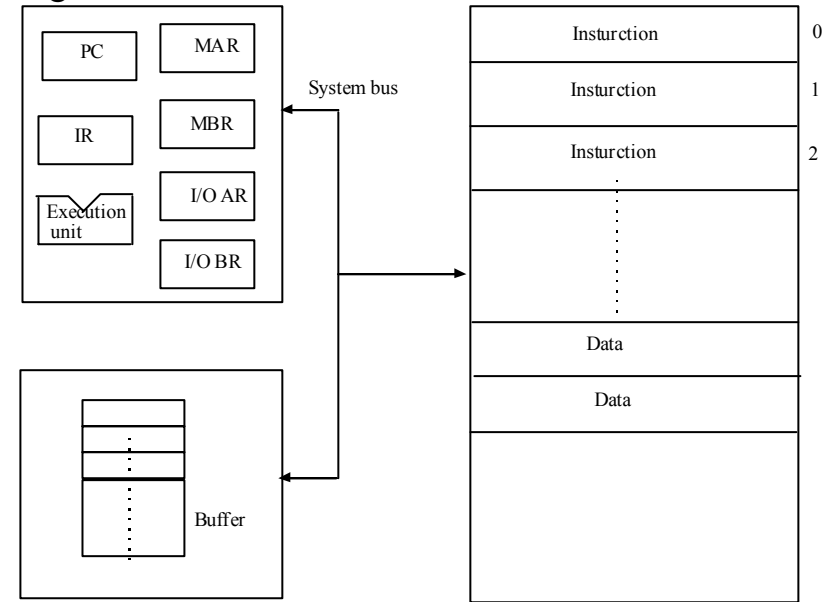 PC
MAR
IR
MBR
Execution
unit
I/O AR
I/O BR
System bus
Buffer
Insturction
0
Insturction
1
Insturction
2
Data
Data